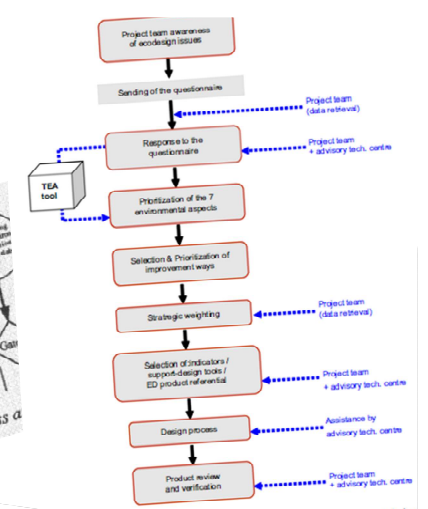 Project team awareness
of ecodesign issues
Sending of the questionnaire
Project team
(data retrieval)
Response to the
questionnaire
Project team
+ advisory tech. centre
TEA
tool
Prioritization of the 7
environmental aspects
Selection & Prioritization of
improvement ways
Stratregic weighting
Project team
(data retrieval)
Selection of indicators /
support-design tools /
ED product referential
Project team
+ advisory tech. centre
Design process
Assistance by
advisory tech. centre
Product review
and verification
Project team
+ advisory tech. centre